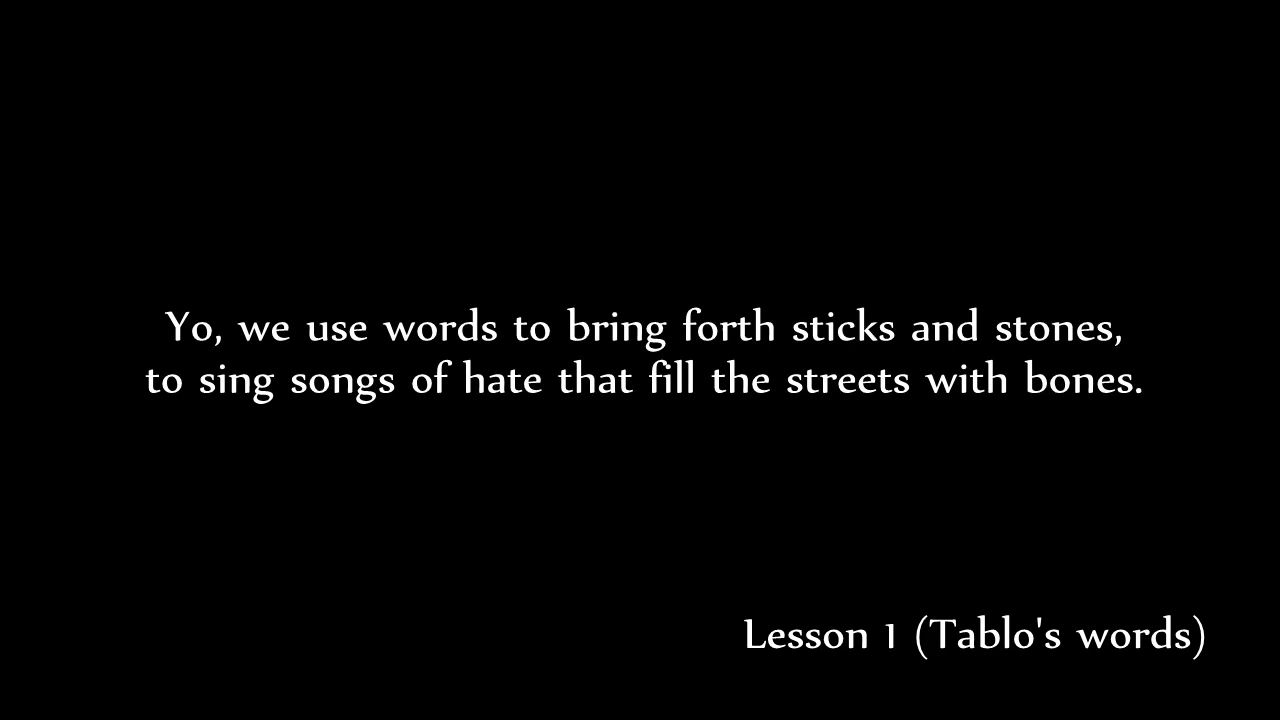 Yo, we use words to bring forth sticks and stones,
to sing songs of hate that fill the streets with bones.
Lesson 1 (Tablo's words)